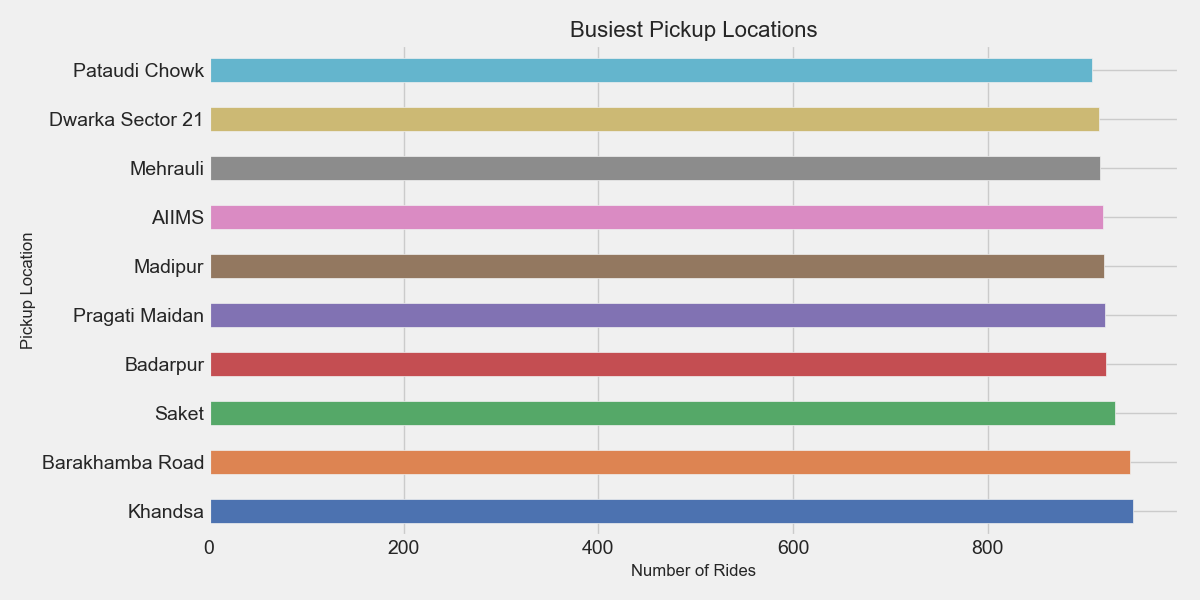 Busiest Pickup Locations
Pataudi Chowk
Dwarka Sector 21
Mehrauli
AIIMS
Madipur
Pragati Maidan
Badarpur
Saket
Barakhamba Road
Khandsa
Pickup Location
0 200 400 600 800
Number of Rides